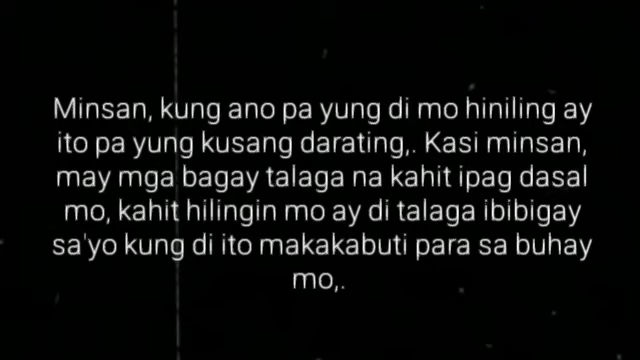 Minsan, kung ano pa yung di mo hiniling ay
ito pa yung kusang darating,. Kasi minsan,
may mga bagay talaga na kahit ipag dasal
mo, kahit hilingin mo ay di talaga ibibigay
sa'yo kung di ito makakabuti para sa buhay
mo,.